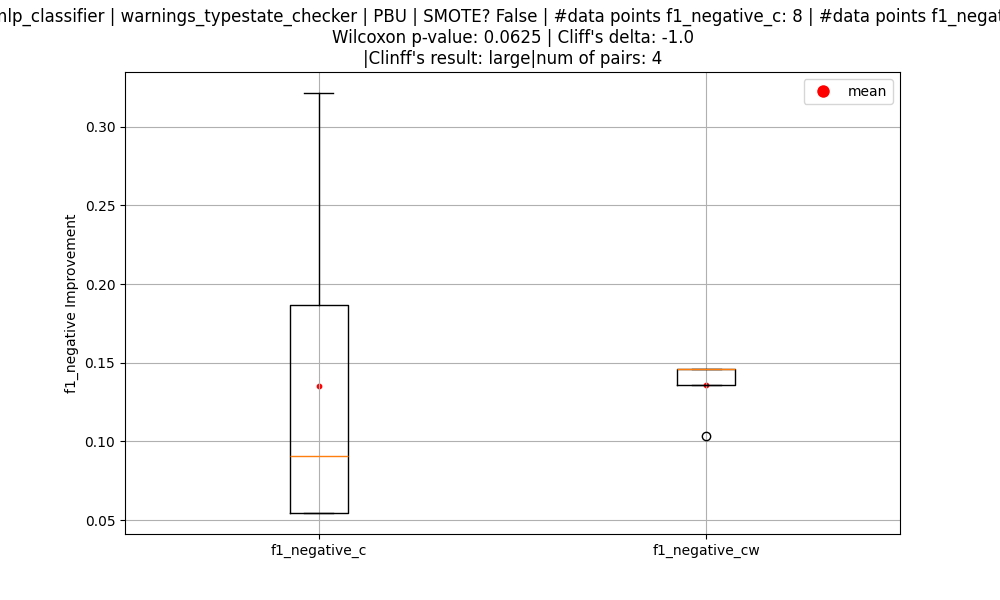 mlp_classifier | warnings_typestate_checker | PBU | SMOTE? False | #data points f1_negative_c: 8 | #data points
Wilcoxon p-value: 0.0625 | Cliff's delta: -1.0
|Clinff's result: large|num of pairs: 4
mean
0.30
0.25
0.20
0.15
0.10
0.05
f1_negative Improvement
f1_negative_c
f1_negative_cw